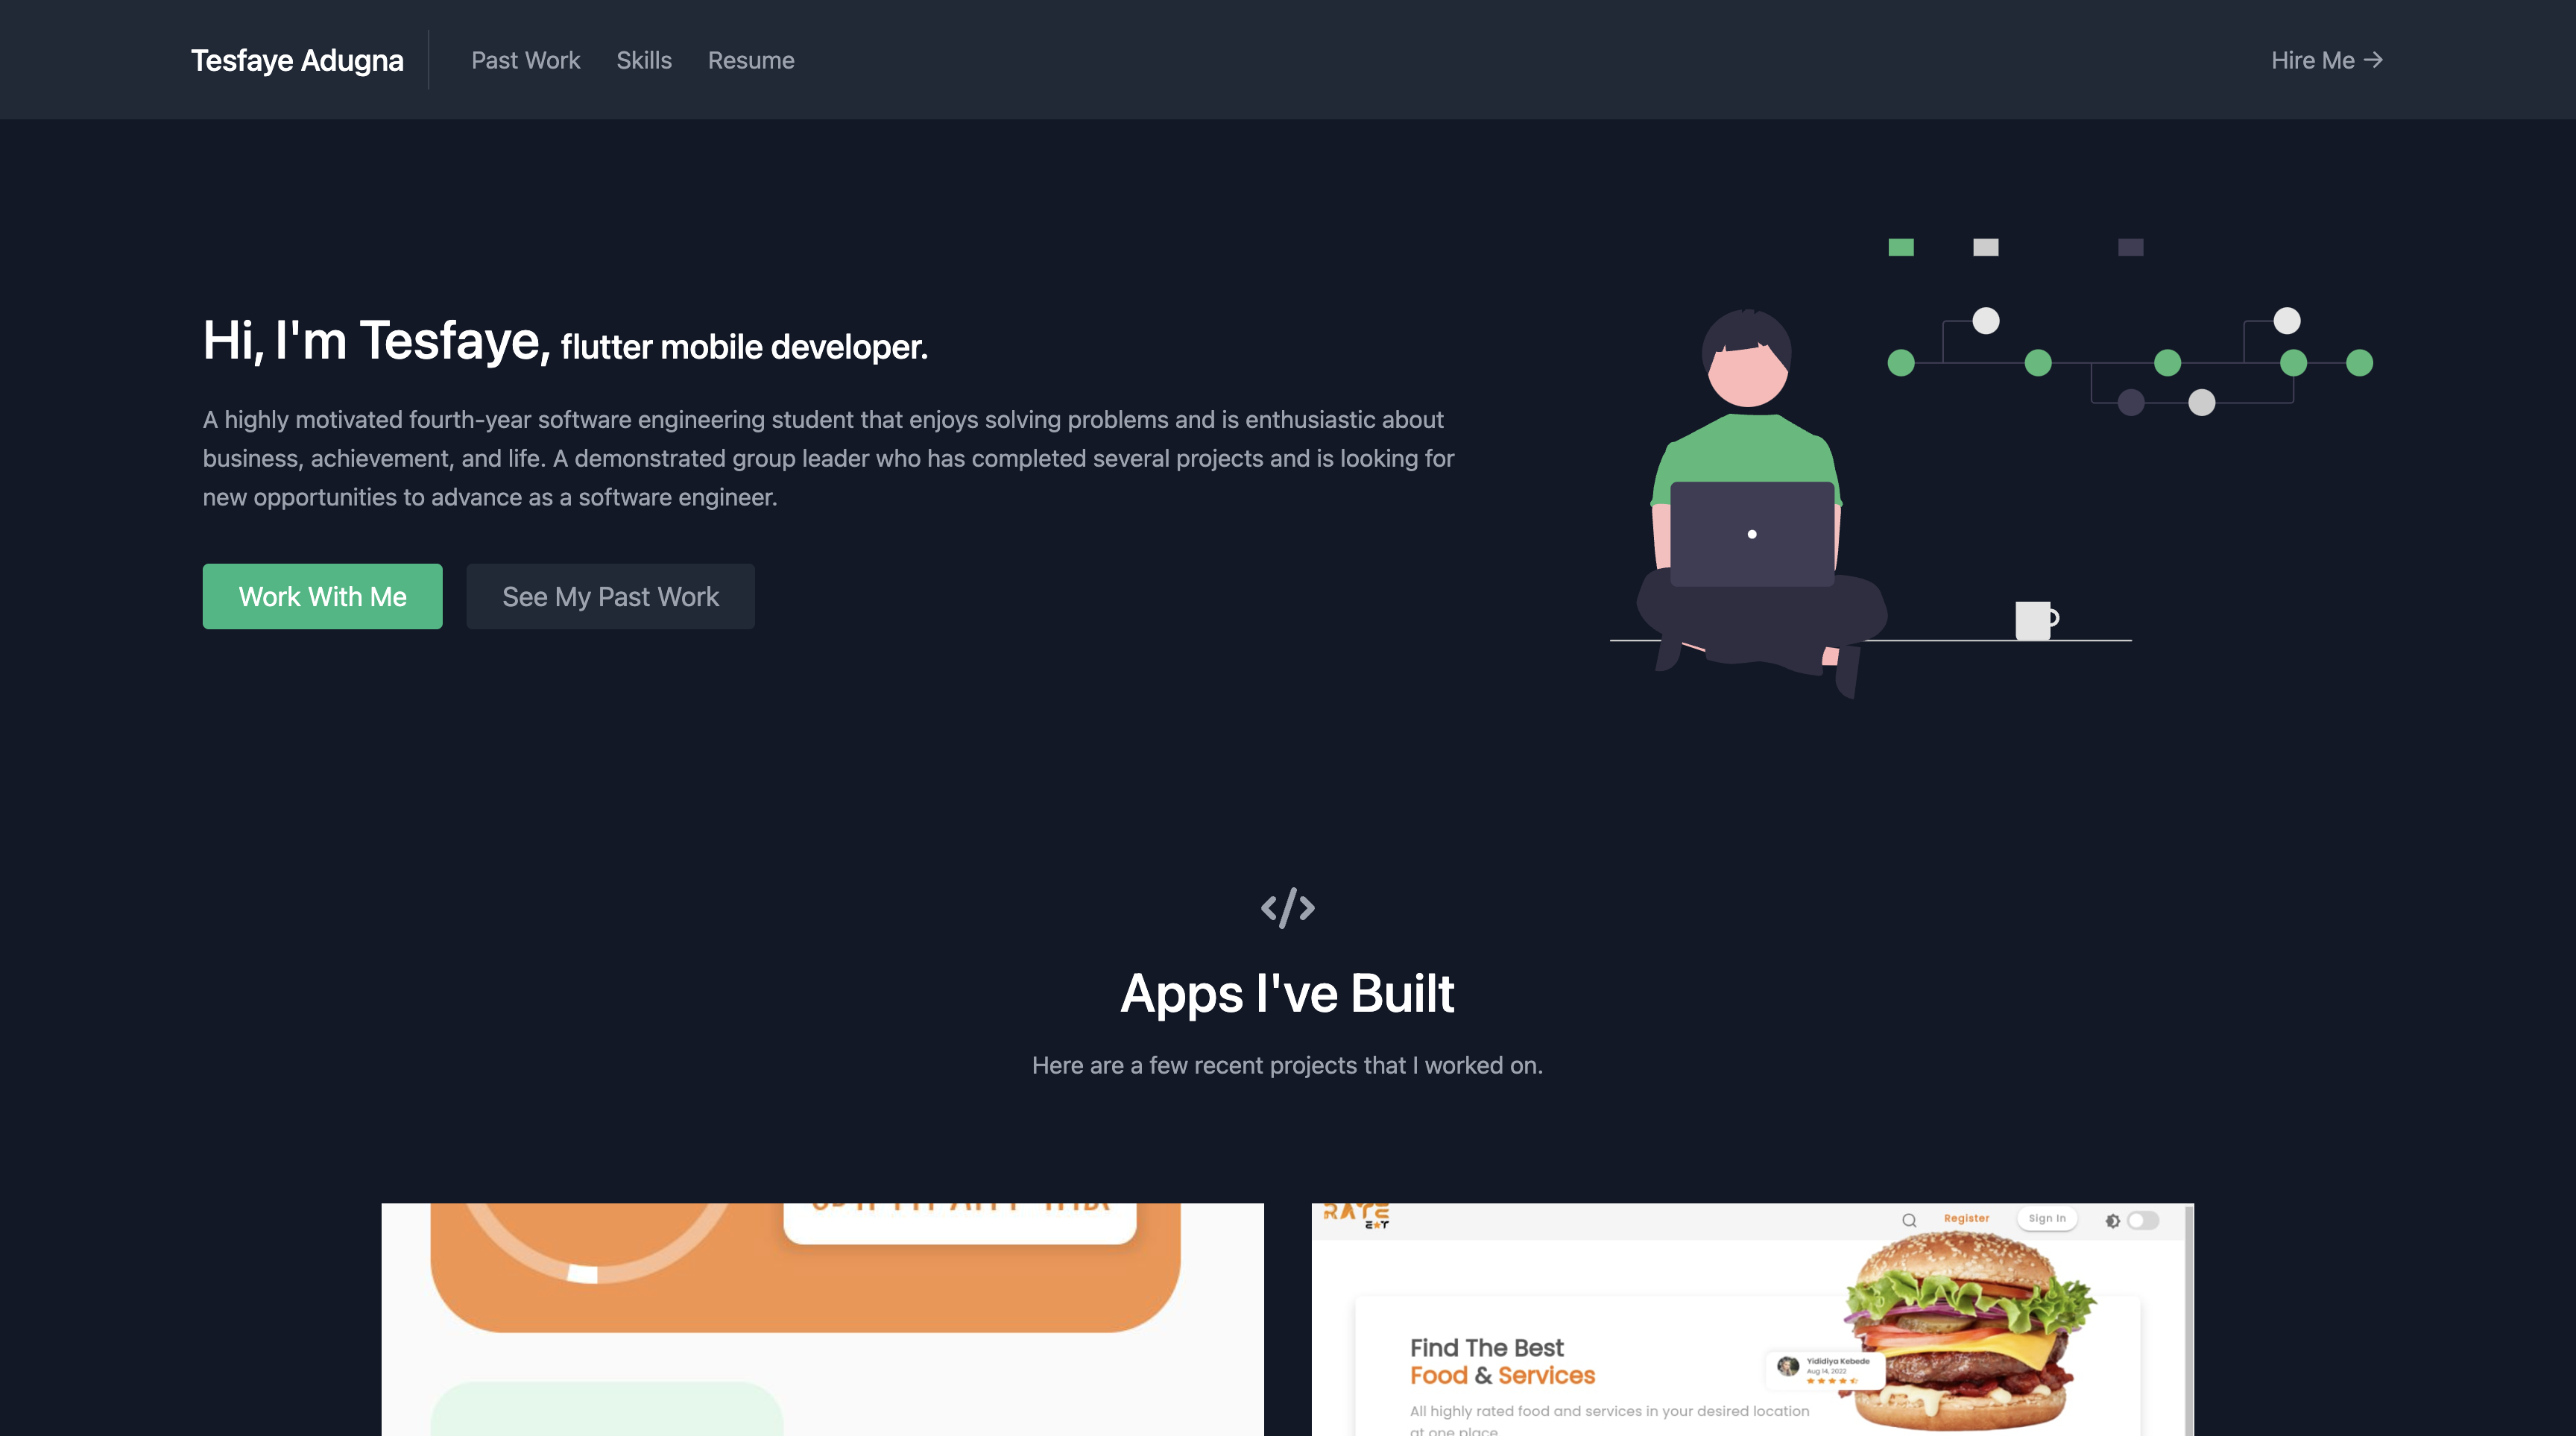 Tesfaye Adugna
Past Work
Skills
Resume
Hire Me →
Hi, I'm Tesfaye, flutter mobile developer.
A highly motivated fourth-year software engineering student that enjoys solving problems and is enthusiastic about
business, achievement, and life. A demonstrated group leader who has completed several projects and is looking for
new opportunities to advance as a software engineer.
Work With Me
See My Past Work
</>
Apps I've Built
Here are a few recent projects that I worked on.
RATE
EAT
Register
Sign In
Find The Best
Food & Services
Yididiya Kebede
Aug 14, 2022
All highly rated food and services in your desired location
at one place